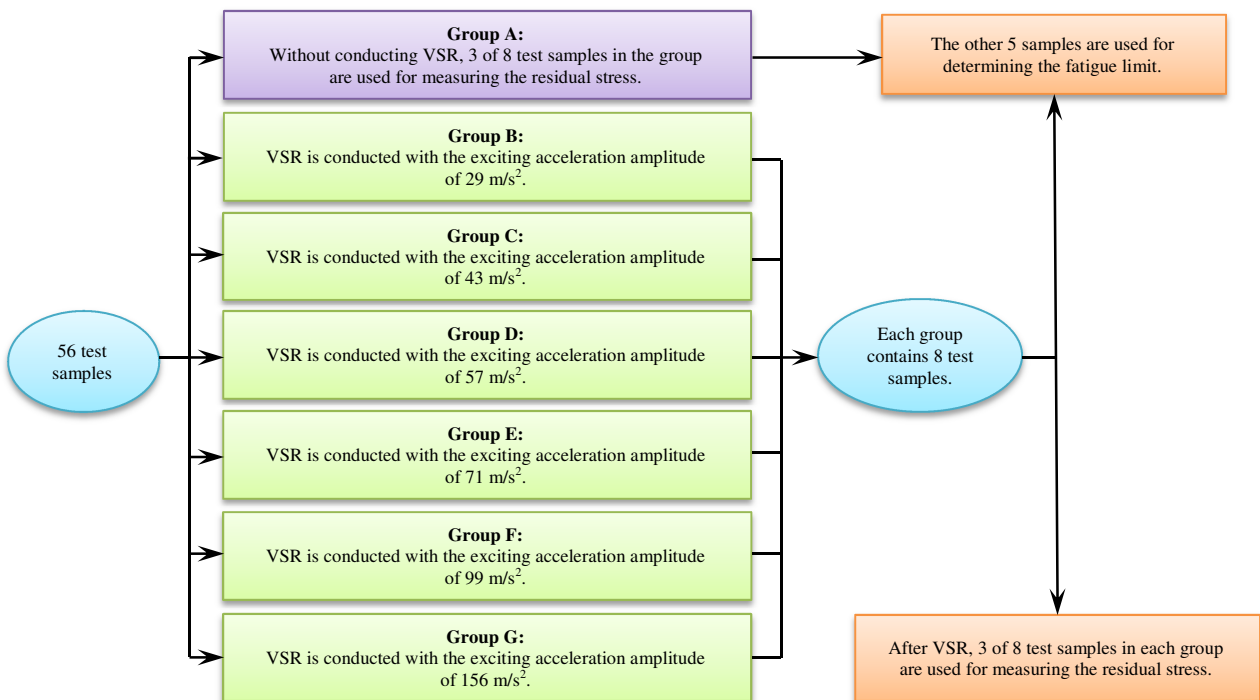 56 test
samples
Group A:
Without conducting VSR, 3 of 8 test samples in the group
are used for measuring the residual stress.
Group B:
VSR is conducted with the exciting acceleration amplitude
of 29 m/s².
Group C:
VSR is conducted with the exciting acceleration amplitude
of 43 m/s².
Group D:
VSR is conducted with the exciting acceleration amplitude
of 57 m/s².
Group E:
VSR is conducted with the exciting acceleration amplitude
of 71 m/s².
Group F:
VSR is conducted with the exciting acceleration amplitude
of 99 m/s².
Group G:
VSR is conducted with the exciting acceleration amplitude
of 156 m/s².
Each group
contains 8 test
samples.
The other 5 samples are used for
determining the fatigue limit.
After VSR, 3 of 8 test samples in each group
are used for measuring the residual stress.